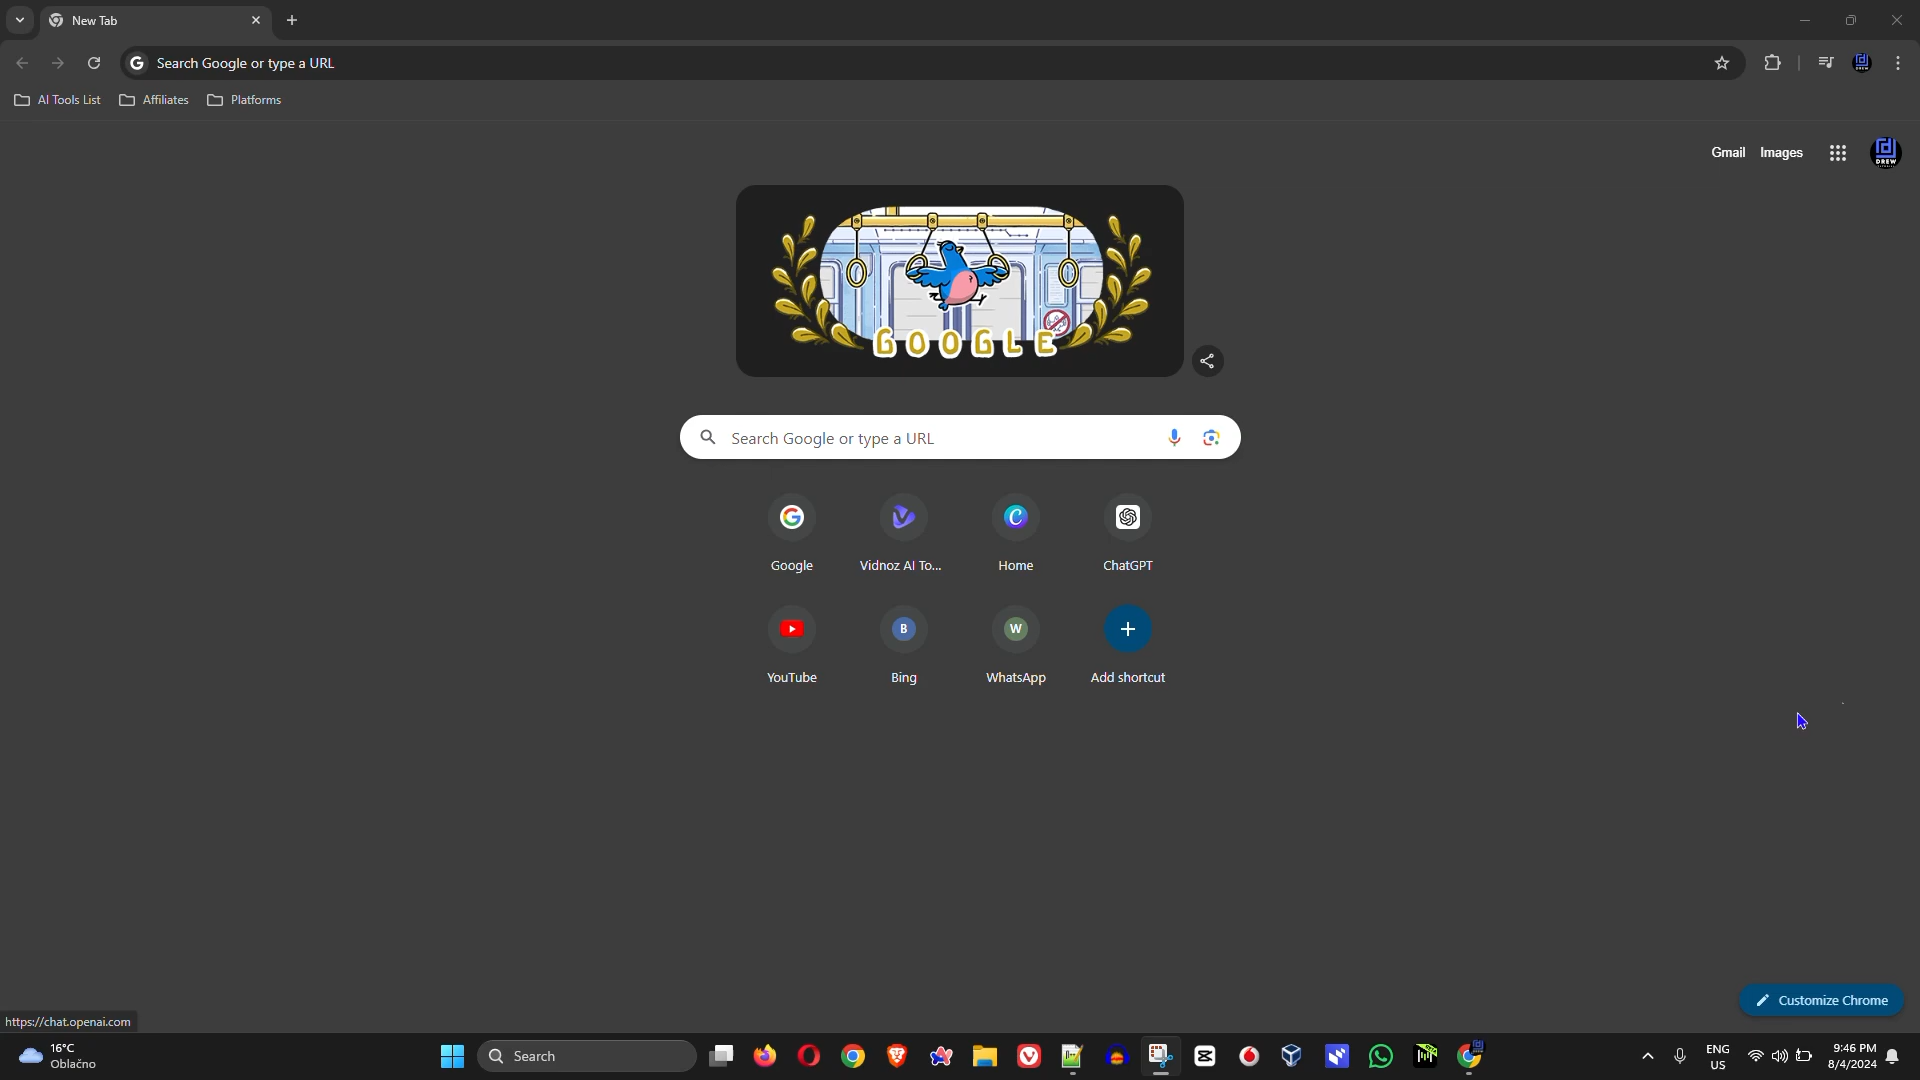 New Tab
Search Google or type a URL
AI Tools List Affiliates Platforms
Gmail Images
DREW
GOOGLE
Search Google or type a URL
Google Vidnoz AI To... Home ChatGPT
B W
YouTube Bing WhatsApp Add shortcut
Customize Chrome
https://chat.openai.com
16°C
Oblačno
Search
ENG
US
9:46 PM
8/4/2024